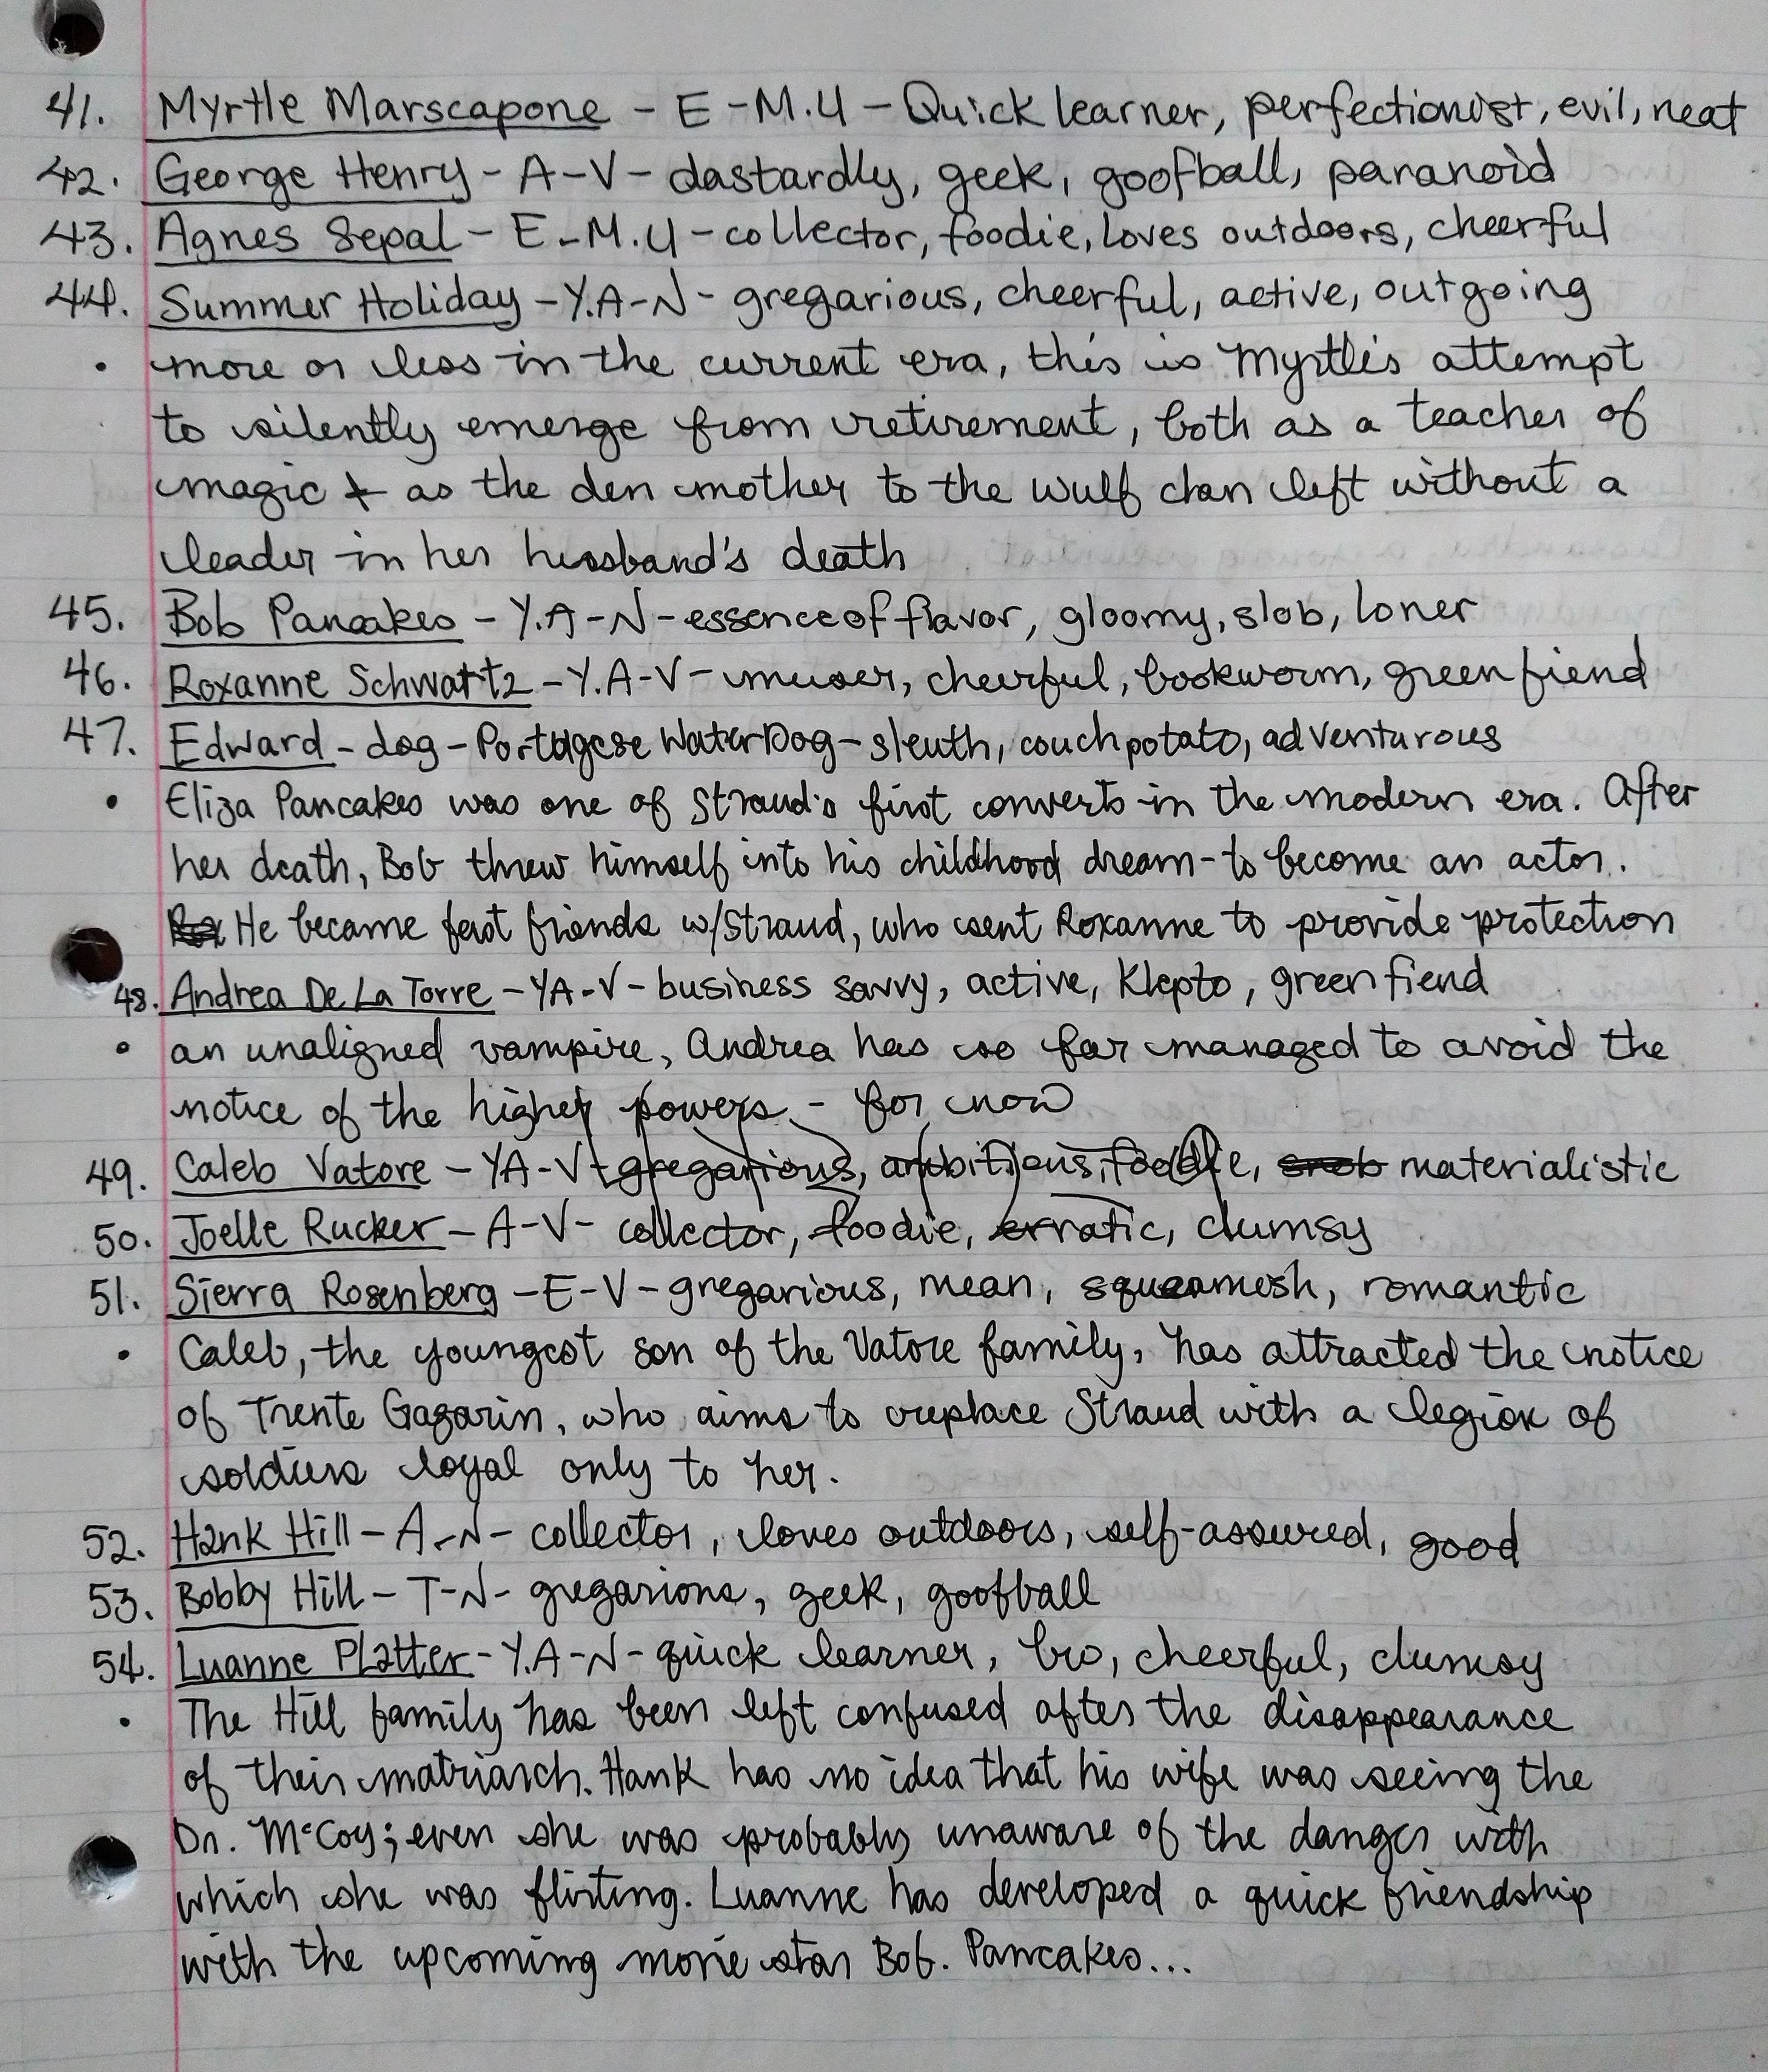 41. Myrtle Marscapone - E - M.U - Quick learner, perfectionist, evil, neat
42. George Henry - A-V - dastardly, geek, goofball, paranoid
43. Agnes Sepal - E-M.U - collector, foodie, loves outdoors, cheerful
44. Summer Holiday - Y.A-N - gregarious, cheerful, active, outgoing
• more or less in the current era, this is Myrtle's attempt
to silently emerge from retirement, both as a teacher of
magic + as the den mother to the wulf clan left without a
leader in her husband's death
45. Bob Pancakes - Y.A-N - essence of flavor, gloomy, slob, loner
46. Roxanne Schwartz - Y.A-V - muser, cheerful, bookworm, green fiend
47. Edward - dog - Portugese Water Dog - sleuth, couch potato, adventurous
• Eliza Pancakes was one of Straud's first converts in the modern era. After
her death, Bob threw himself into his childhood dream - to become an actor.
He became fast friends w/Straud, who sent Roxanne to provide protection
48. Andrea De La Torre - YA-V - business savvy, active, Klepto, green fiend
• an unaligned vampire, Andrea has so far managed to avoid the
notice of the higher powers - for now
49. Caleb Vatore - YA-V - gregarious, ambitious, foodie, snob materialistic
50. Joelle Rucker - A-V - collector, foodie, erratic, clumsy
51. Sierra Rosenberg - E-V - gregarious, mean, squeamish, romantic
• Caleb, the youngest son of the Vatore family, has attracted the notice
of Trente Gagarin, who aims to replace Straud with a legion of
soldiers loyal only to her.
52. Hank Hill - A-N - collector, loves outdoors, self-assured, good
53. Bobby Hill - T-N - gregarious, geek, goofball
54. Luanne Platter - Y.A-N - quick learner, bro, cheerful, clumsy
• The Hill family has been left confused after the disappearance
of their matriarch. Hank has no idea that his wife was seeing the
Dr. McCoy; even she was probably unaware of the danger with
which she was flirting. Luanne has developed a quick friendship
with the upcoming movie star Bob. Pancakes...